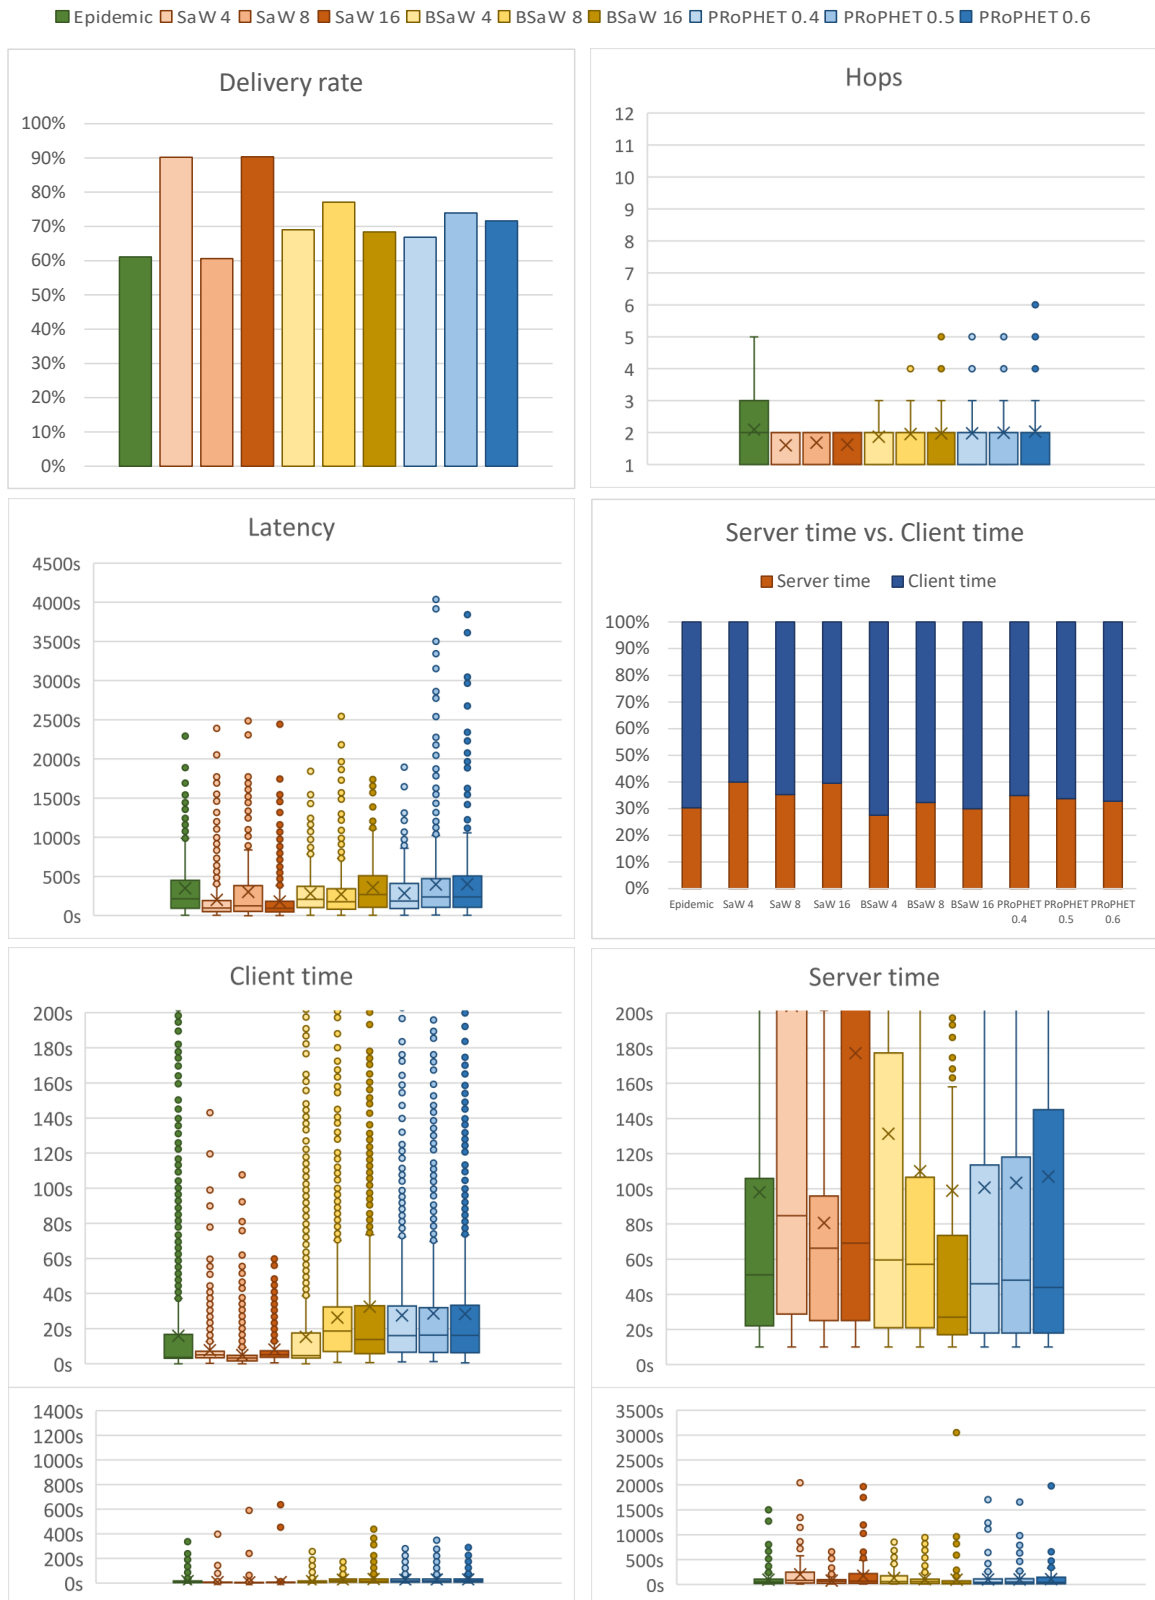 Epidemic SaW 4 SaW 8 SaW 16 BSaW 4 BSaW 8 BSaW 16 PRoPHET 0.4 PRoPHET 0.5 PRoPHET 0.6
Delivery rate
100%
90%
80%
70%
60%
50%
40%
30%
20%
10%
0%
Hops
12
11
10
9
8
7
6
5
4
3
2
1
Latency
4500s
4000s
3500s
3000s
2500s
2000s
1500s
1000s
500s
0s
Server time vs. Client time
Server time Client time
100%
90%
80%
70%
60%
50%
40%
30%
20%
10%
0%
Epidemic SaW 4 SaW 8 SaW 16 BSaW 4 BSaW 8 BSaW 16 PRoPHET PRoPHET PRoPHET
0.4 0.5 0.6
Client time
200s
180s
160s
140s
120s
100s
80s
60s
40s
20s
0s
1400s
1200s
1000s
800s
600s
400s
200s
0s
Server time
200s
180s
160s
140s
120s
100s
80s
60s
40s
20s
0s
3500s
3000s
2500s
2000s
1500s
1000s
500s
0s